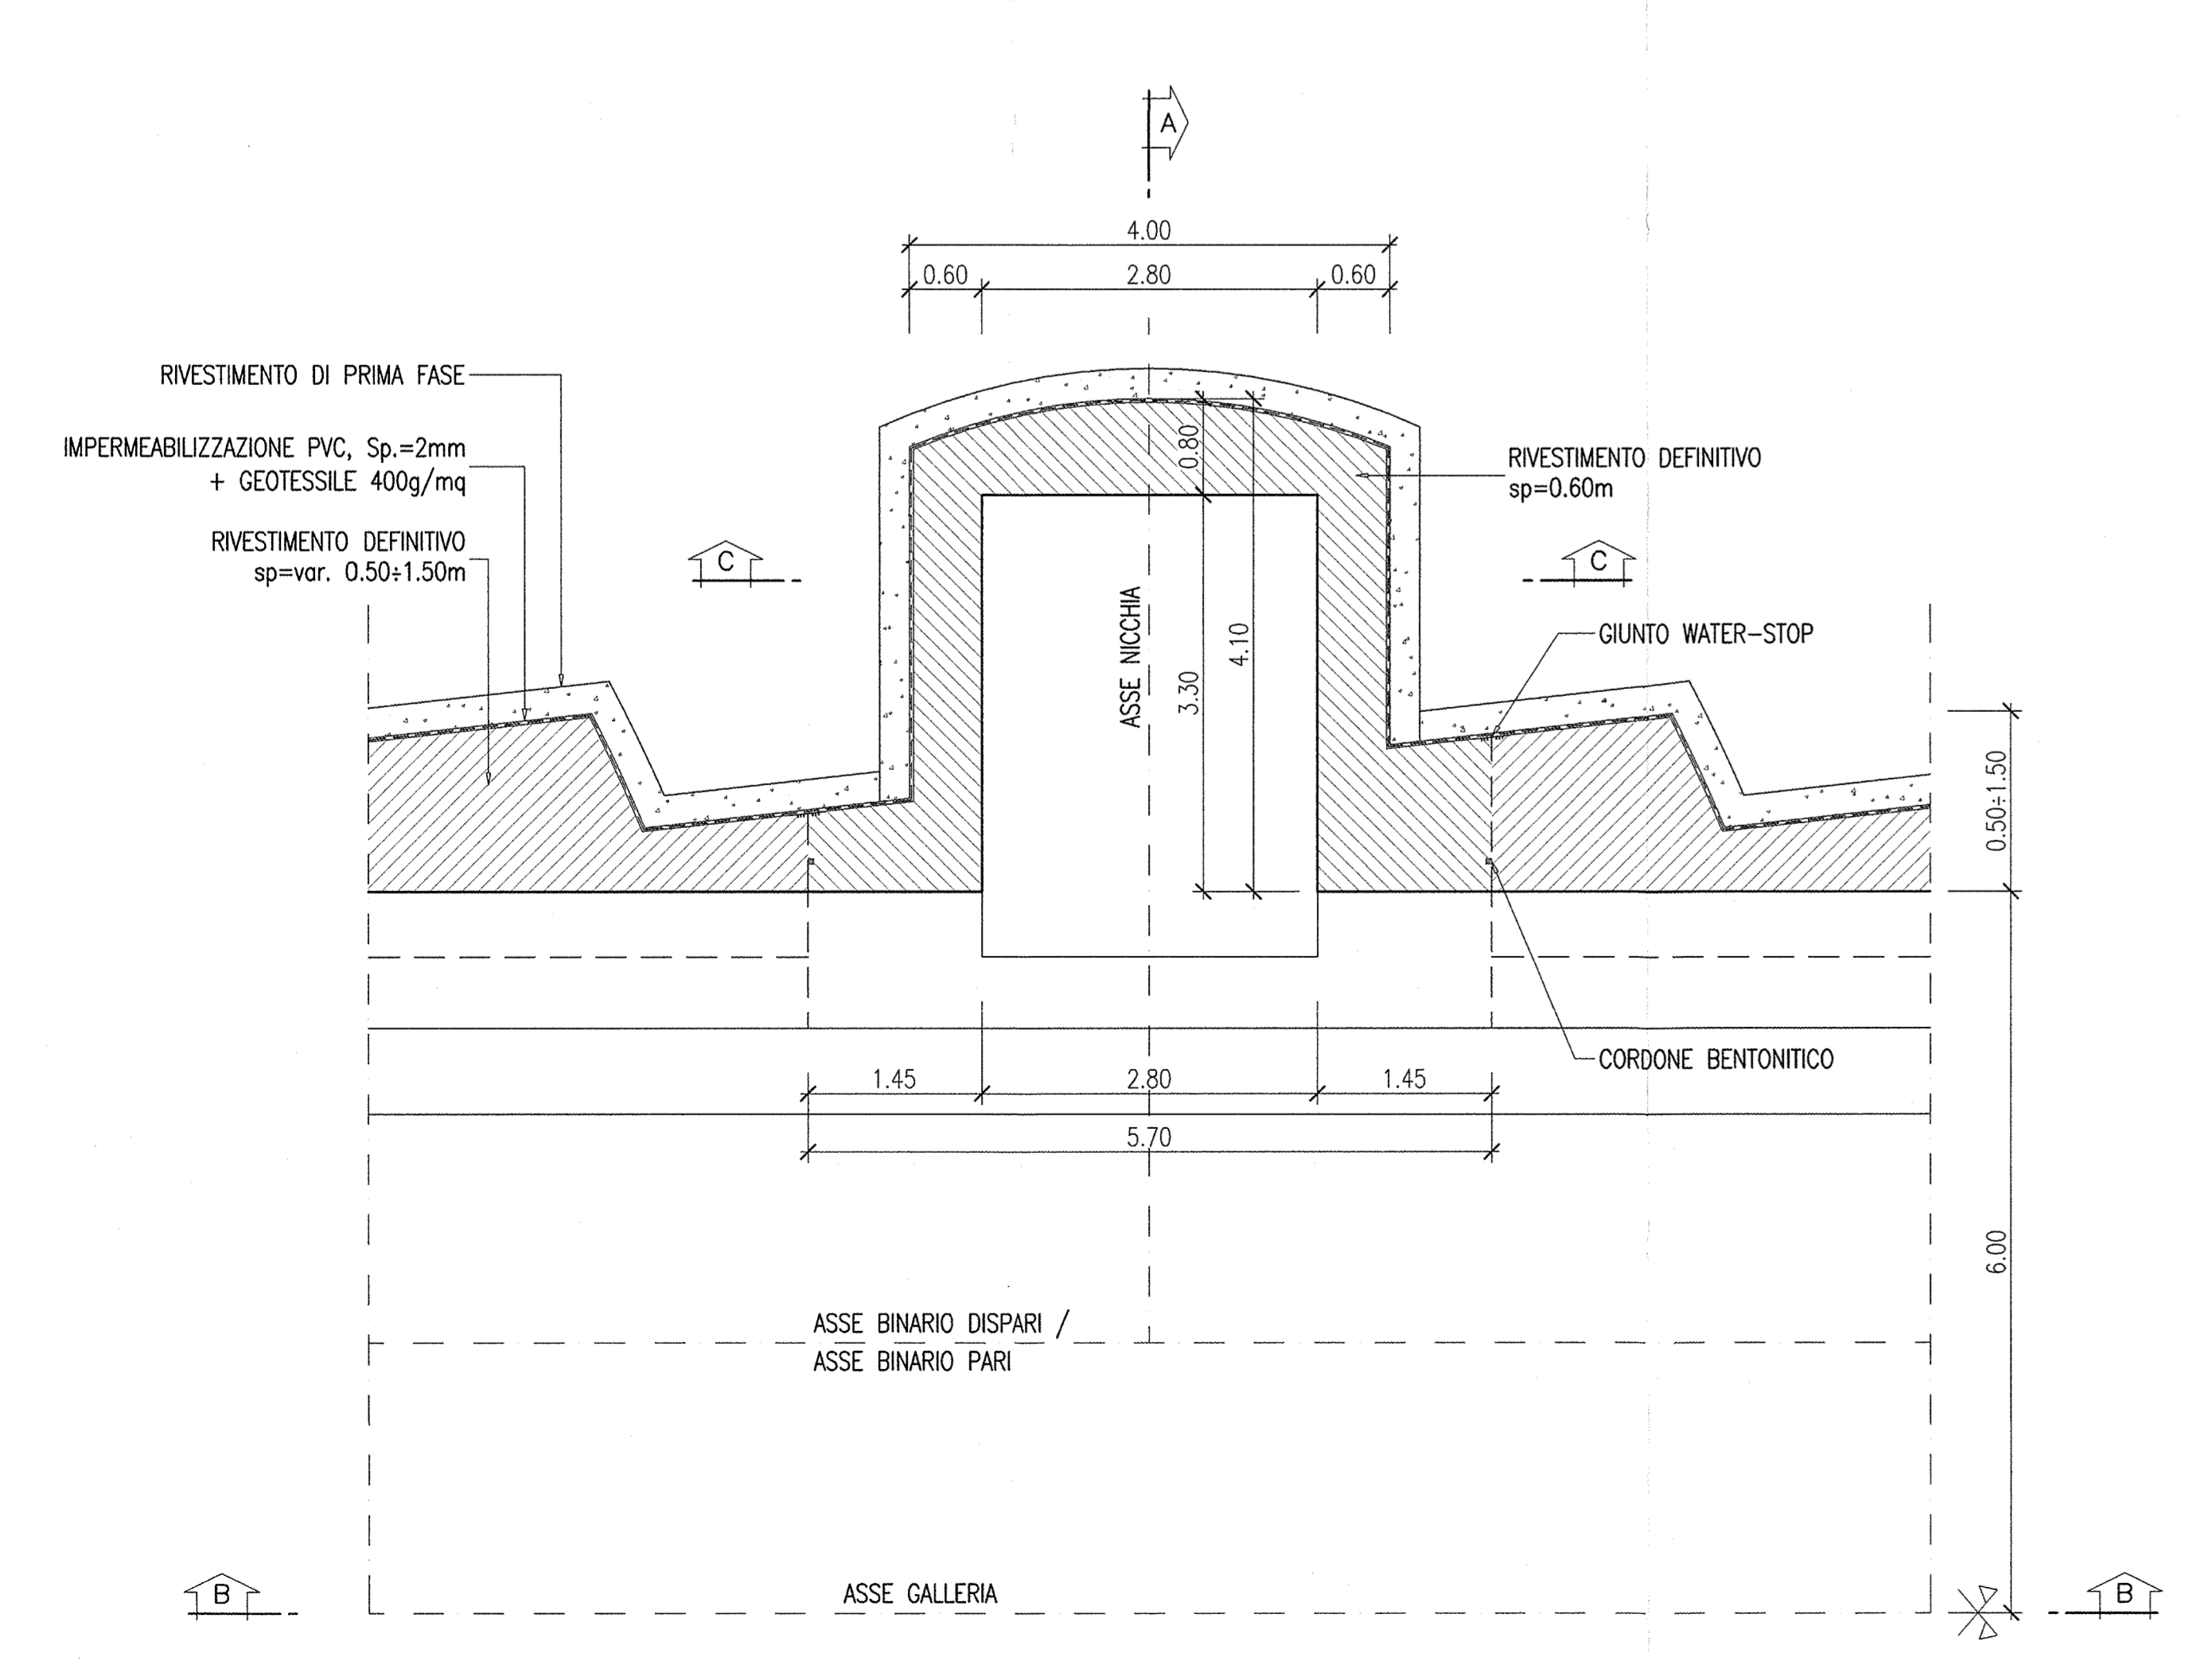 A
4.00
0.60 2.80 0.60
RIVESTIMENTO DI PRIMA FASE
IMPERMEABILIZZAZIONE PVC, Sp.=2mm
+ GEOTESSILE 400g/mq
RIVESTIMENTO DEFINITIVO
sp=var. 0.50÷1.50m
0.80
RIVESTIMENTO DEFINITIVO
sp=0.60m
C
C
ASSE NICCHIA
3.30
4.10
GIUNTO WATER-STOP
0.50÷1.50
CORDONE BENTONITICO
1.45 2.80 1.45
5.70
6.00
ASSE BINARIO DISPARI /
ASSE BINARIO PARI
B
ASSE GALLERIA
B